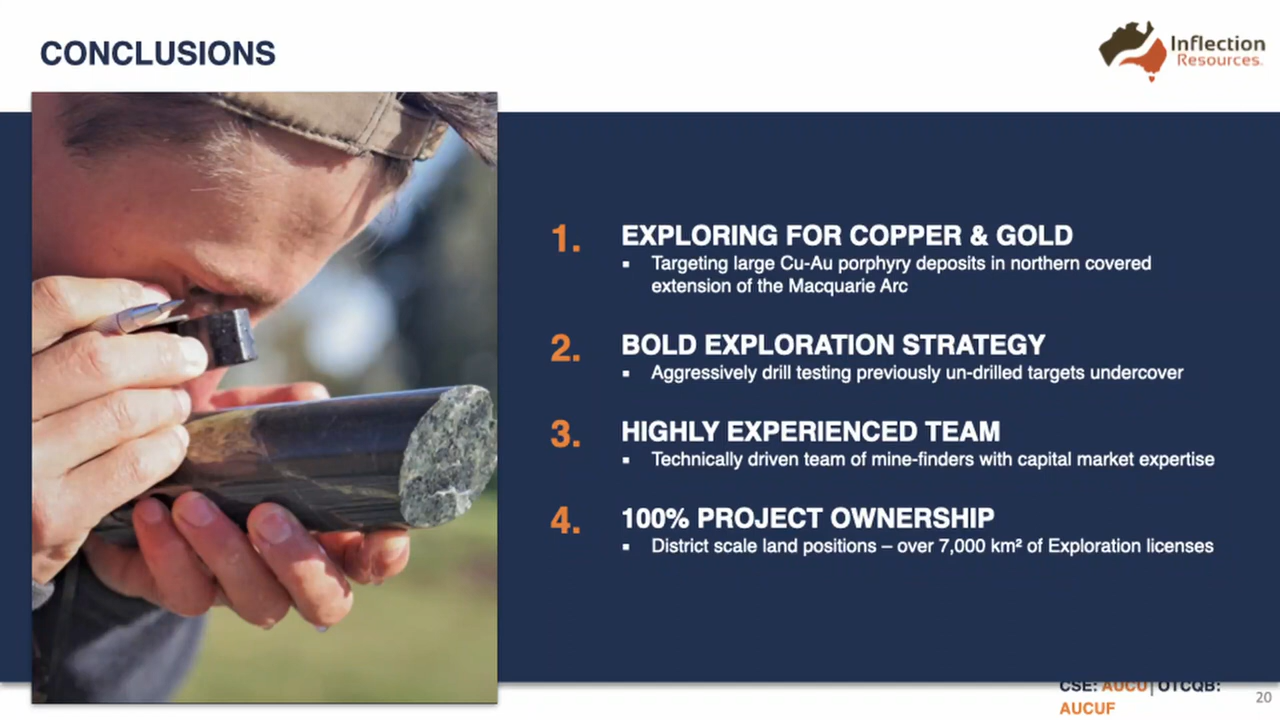 CONCLUSIONS
Inflection
Resources.
1. EXPLORING FOR COPPER & GOLD
▪ Targeting large Cu-Au porphyry deposits in northern covered
extension of the Macquarie Arc
2. BOLD EXPLORATION STRATEGY
▪ Aggressively drill testing previously un-drilled targets undercover
3. HIGHLY EXPERIENCED TEAM
▪ Technically driven team of mine-finders with capital market expertise
4. 100% PROJECT OWNERSHIP
▪ District scale land positions – over 7,000 km² of Exploration licenses
CSE: AUCU| OTCQB:
AUCUF
20